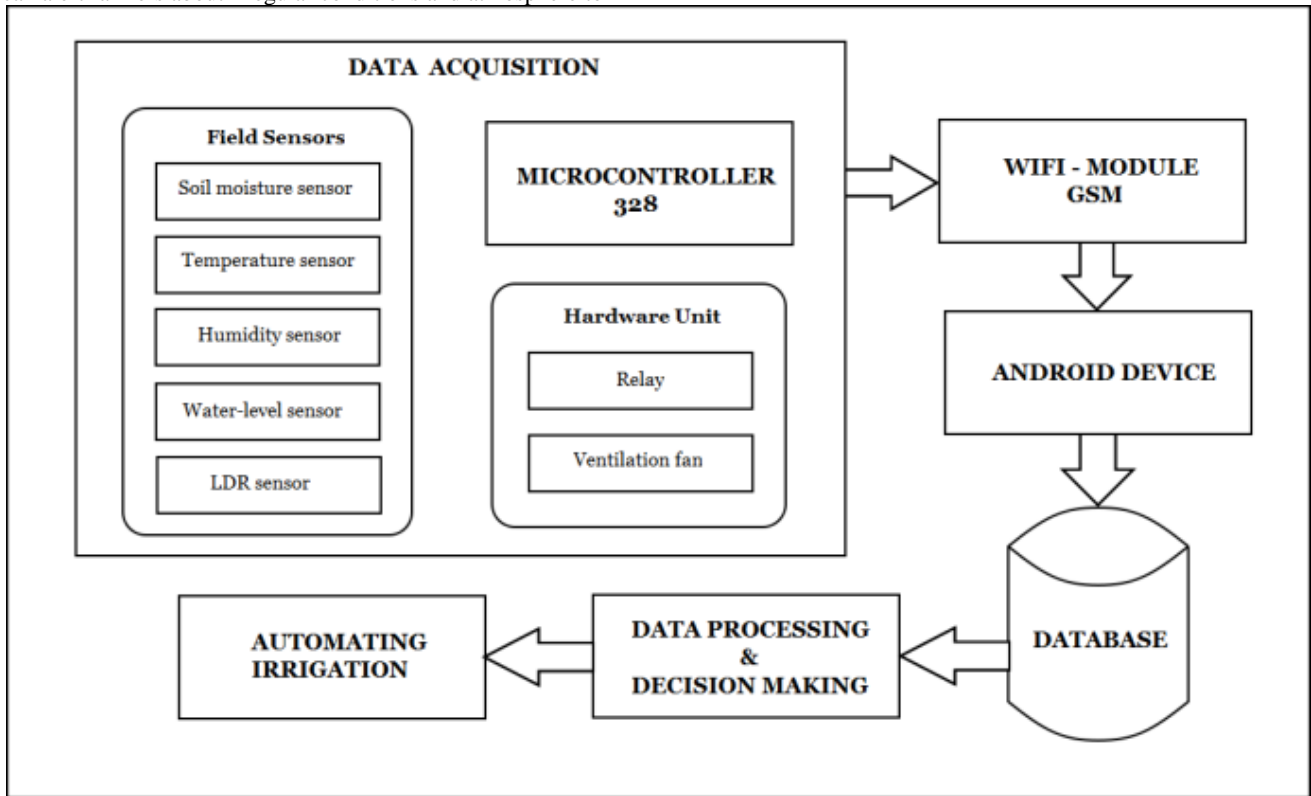 DATA ACQUISITION
Field Sensors
Soil moisture sensor
Temperature sensor
Humidity sensor
Water-level sensor
LDR sensor
MICROCONTROLLER
328
Hardware Unit
Relay
Ventilation fan
WIFI - MODULE
GSM
ANDROID DEVICE
DATABASE
DATA PROCESSING
&
DECISION MAKING
AUTOMATING
IRRIGATION